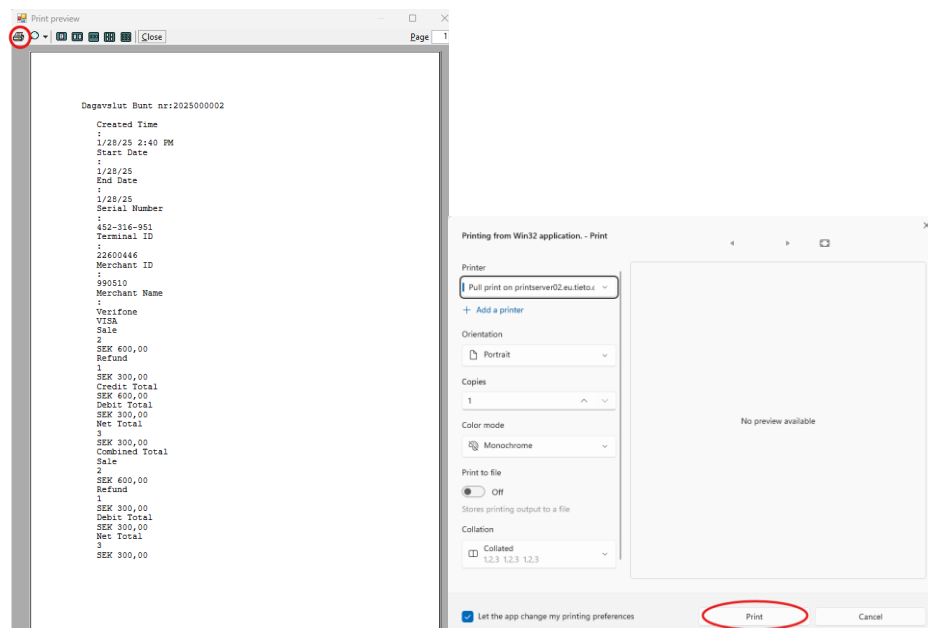 Print preview
Close
Page 1
Dagavslut Bunt nr:2025000002
Created Time
:
1/28/25 2:40 PM
Start Date
:
1/28/25
End Date
:
1/28/25
Serial Number
:
452-316-951
Terminal ID
:
22600446
Merchant ID
:
990510
Merchant Name
:
Verifone
VISA
Sale
2
SEK 600,00
Refund
1
SEK 300,00
Credit Total
SEK 600,00
Debit Total
SEK 300,00
Net Total
3
SEK 300,00
Combined Total
Sale
2
SEK 600,00
Refund
1
SEK 300,00
Debit Total
SEK 300,00
Net Total
3
SEK 300,00
Printing from Win32 application. - Print
Printer
Pull print on printserver02.eu.tieto.c
+ Add a printer
Orientation
Portrait
Copies
1
Color mode
Monochrome
Print to file
Off
Stores printing output to a file
Collation
Collated
1,2,3 1,2,3 1,2,3
No preview available
Let the app change my printing preferences
Print
Cancel